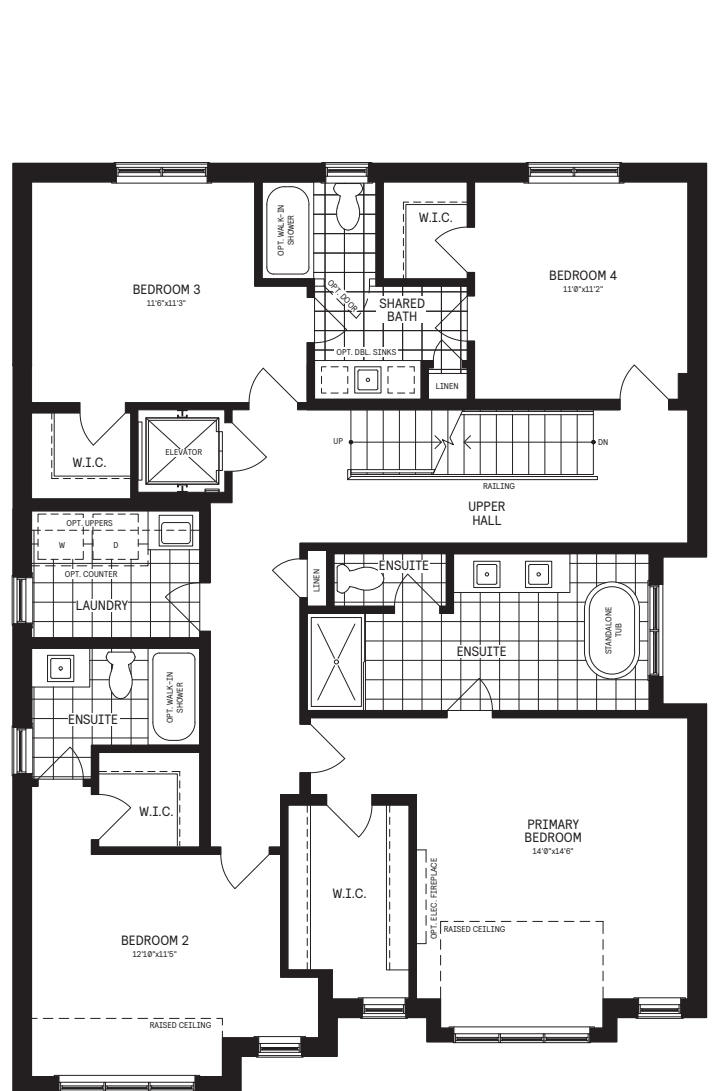 OPT. WALK-IN
SHOWER
W.I.C.
BEDROOM 3
11'6"x11'3"
OPT. DOOR
SHARED
BATH
BEDROOM 4
11'0"x11'2"
OPT. DBL. SINKS
LINEN
W.I.C.
ELEVATOR
UP
DN
RAILING
UPPER
HALL
OPT. UPPERS
W
D
OPT. COUNTER
LAUNDRY
LINEN
ENSUITE
ENSUITE
STANDALONE
TUB
ENSUITE
OPT. WALK-IN
SHOWER
W.I.C.
PRIMARY
BEDROOM
14'0"x14'6"
W.I.C.
OPT. ELEC. FIREPLACE
RAISED CEILING
BEDROOM 2
12'10"x11'5"
RAISED CEILING